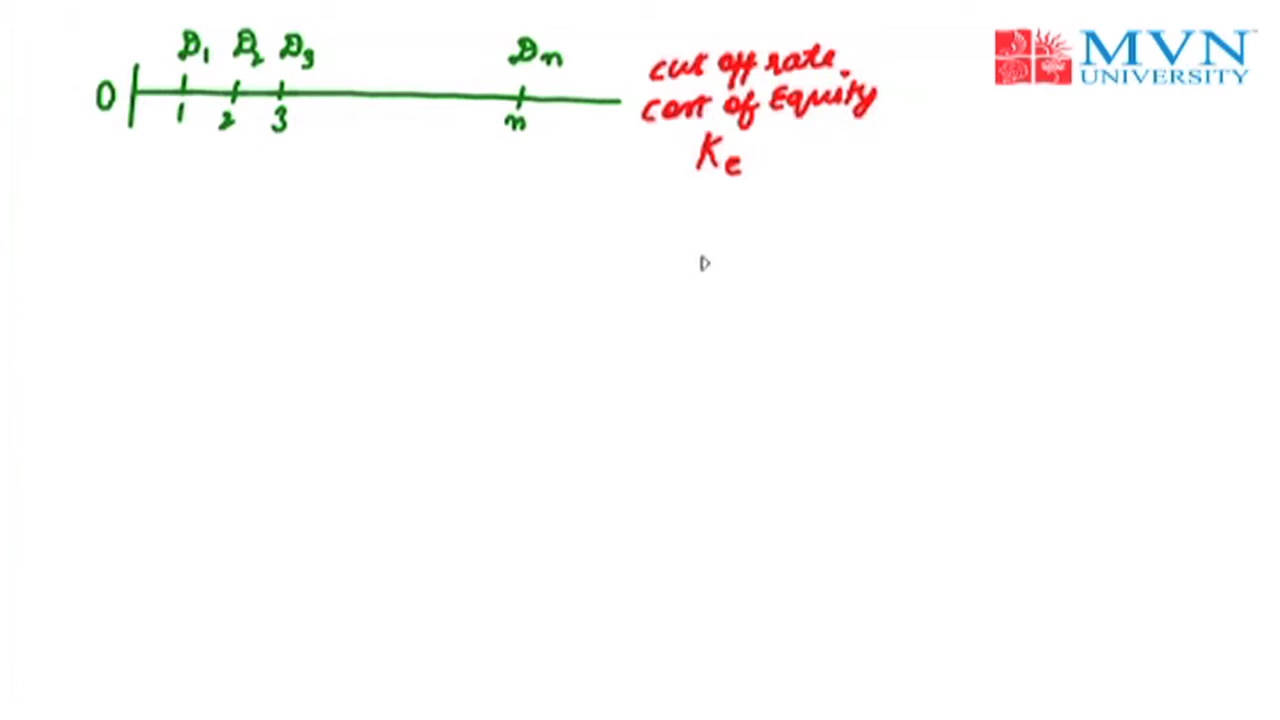 D1 D2 D3 Dn
0 1 2 3 n
cut off rate.
cost of Equity
Ke
MVN
UNIVERSITY